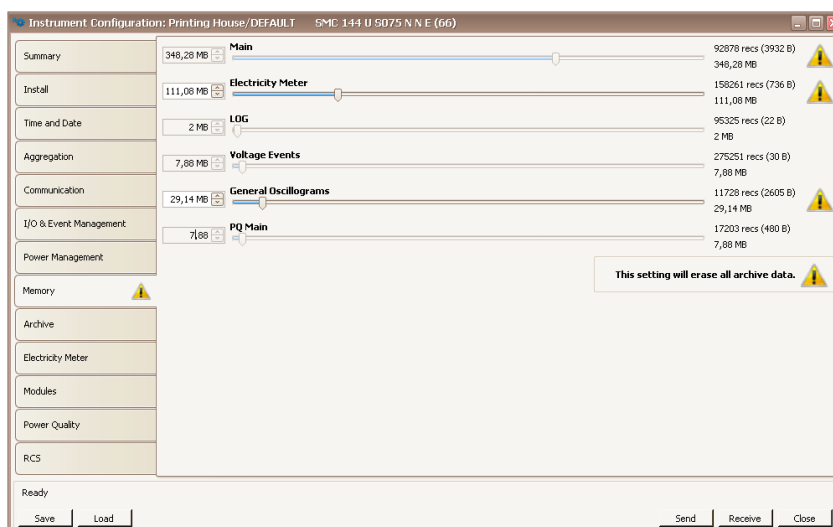 Instrument Configuration: Printing House/DEFAULT SMC 144 U S075 N N E (66)
Summary
Install
Time and Date
Aggregation
Communication
I/O & Event Management
Power Management
Memory
Archive
Electricity Meter
Modules
Power Quality
RCS
348,28 MB Main 92878 recs (3932 B)
348,28 MB
111,08 MB Electricity Meter 158261 recs (736 B)
111,08 MB
2 MB LOG 95325 recs (22 B)
2 MB
7,88 MB Voltage Events 275251 recs (30 B)
7,88 MB
29,14 MB General Oscillograms 11728 recs (2605 B)
29,14 MB
7,88 PQ Main 17203 recs (480 B)
7,88 MB
This setting will erase all archive data.
Ready
Save Load Send Receive Close